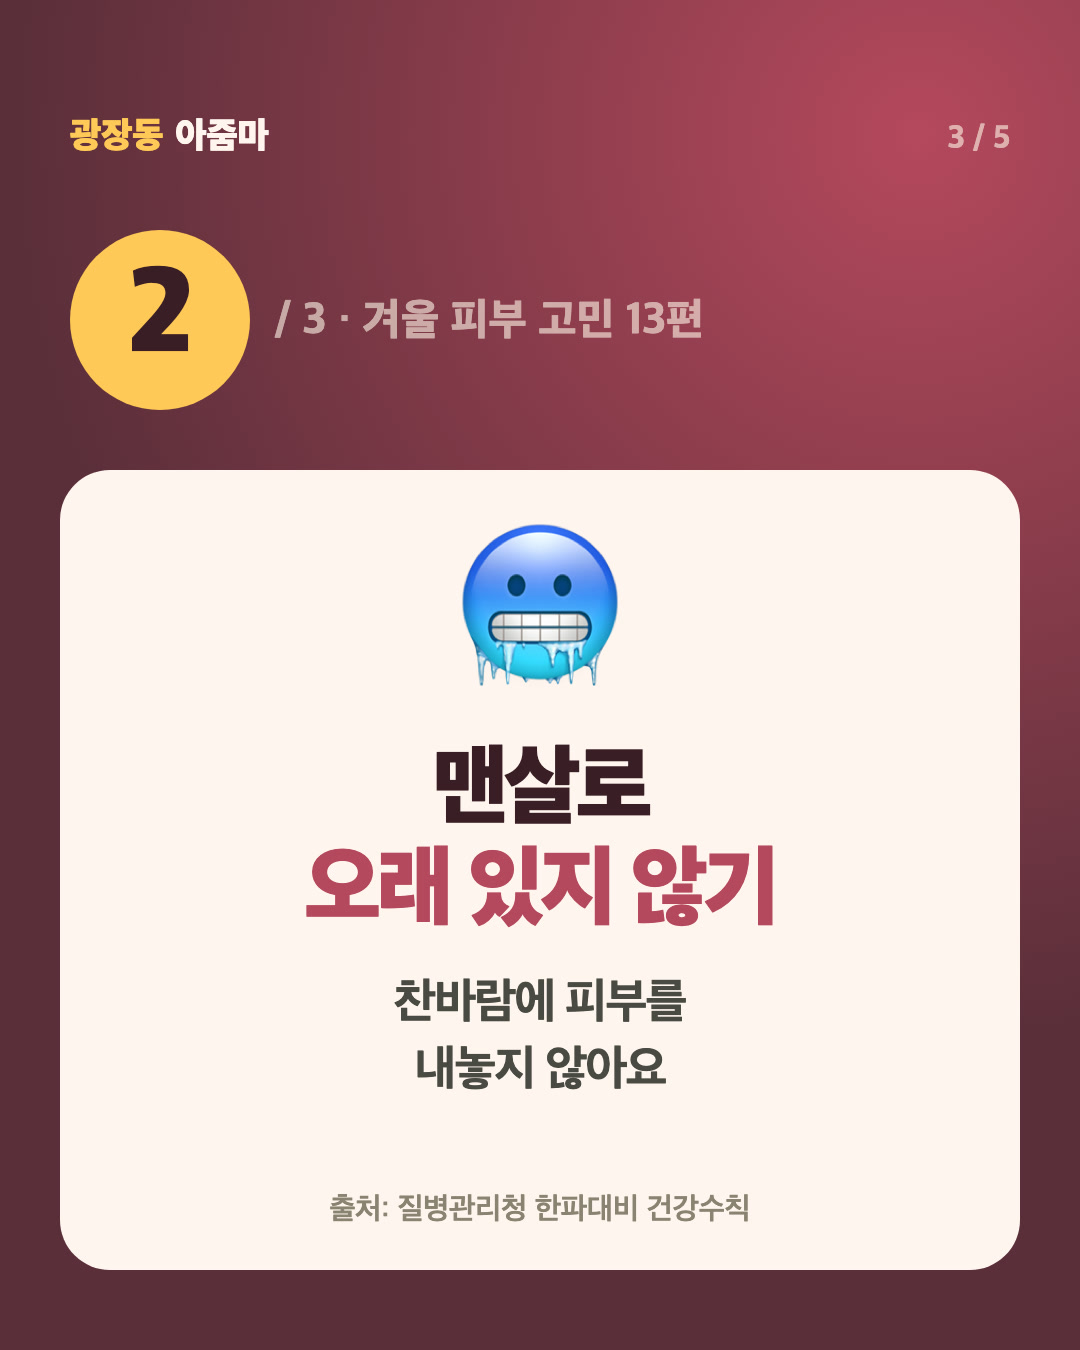 광장동 아줌마
3 / 5
2
/ 3 · 겨울 피부 고민 13편
맨살로
오래 있지 않기
찬바람에 피부를
내놓지 않아요
출처: 질병관리청 한파대비 건강수칙